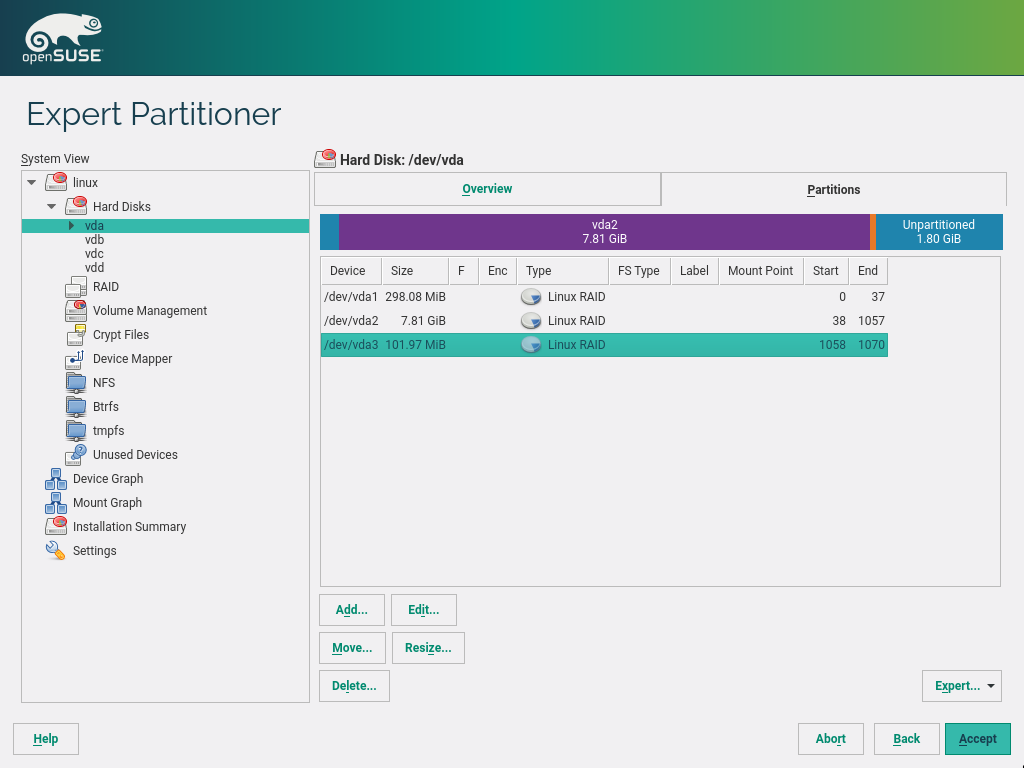 openSUSE
Expert Partitioner
System View
linux
Hard Disks
vda
vdb
vdc
vdd
RAID
Volume Management
Crypt Files
Device Mapper
NFS
Btrfs
tmpfs
Unused Devices
Device Graph
Mount Graph
Installation Summary
Settings
Hard Disk: /dev/vda
Overview Partitions
vda2 Unpartitioned
7.81 GiB 1.80 GiB
Device Size F Enc Type FS Type Label Mount Point Start End
/dev/vda1 298.08 MiB Linux RAID 0 37
/dev/vda2 7.81 GiB Linux RAID 38 1057
/dev/vda3 101.97 MiB Linux RAID 1058 1070
Add... Edit...
Move... Resize...
Delete... Expert...
Help Abort Back Accept